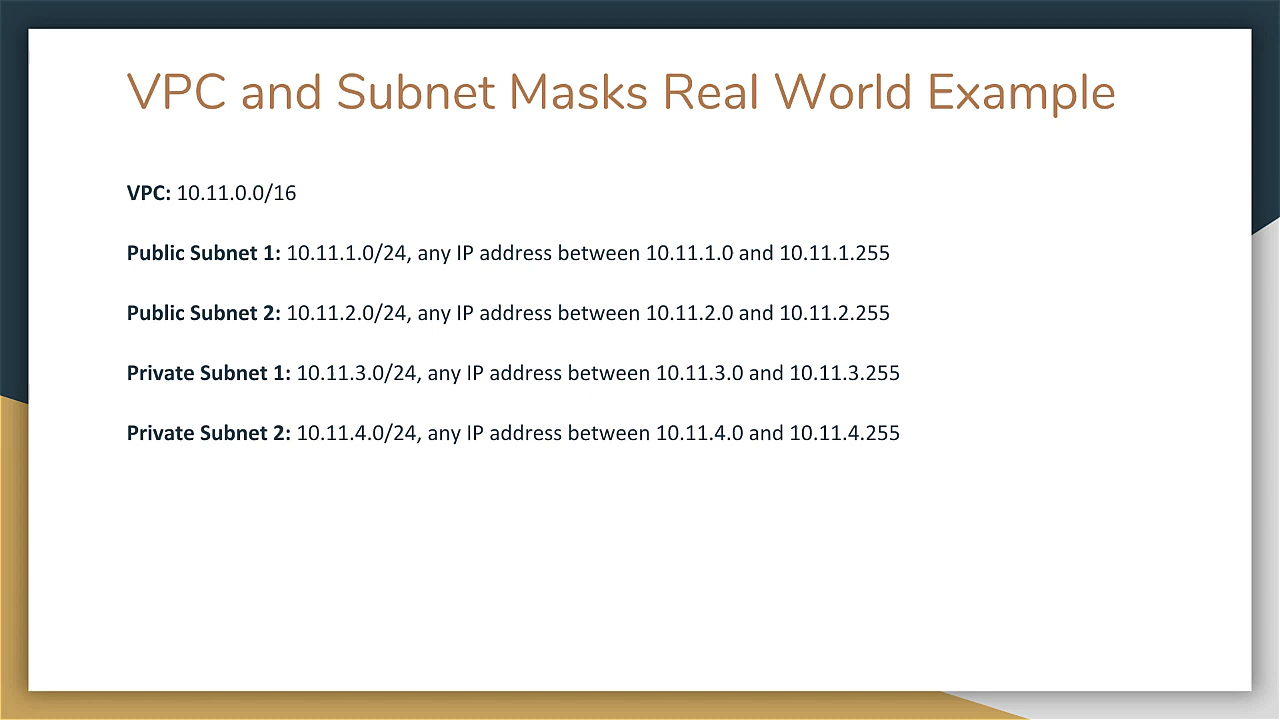 VPC and Subnet Masks Real World Example
VPC: 10.11.0.0/16
Public Subnet 1: 10.11.1.0/24, any IP address between 10.11.1.0 and 10.11.1.255
Public Subnet 2: 10.11.2.0/24, any IP address between 10.11.2.0 and 10.11.2.255
Private Subnet 1: 10.11.3.0/24, any IP address between 10.11.3.0 and 10.11.3.255
Private Subnet 2: 10.11.4.0/24, any IP address between 10.11.4.0 and 10.11.4.255